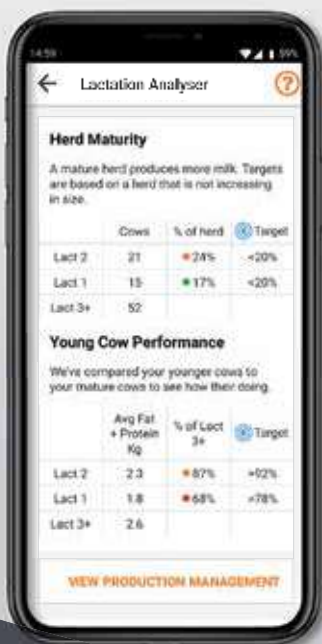 14:59 59%
Lactation Analyser ?
Herd Maturity
A mature herd produces more milk. Targets
are based on a herd that is not increasing
in size.
Cows % of herd Target
Lact 2 21 24% <20%
Lact 1 15 17% <20%
Lact 3+ 52
Young Cow Performance
We've compared your younger cows to
your mature cows to see how their doing.
Avg Fat
+ Protein
Kg
% of Lact
3+
Target
Lact 2 2.3 87% >92%
Lact 1 1.8 68% >78%
Lact 3+ 2.6
VIEW PRODUCTION MANAGEMENT